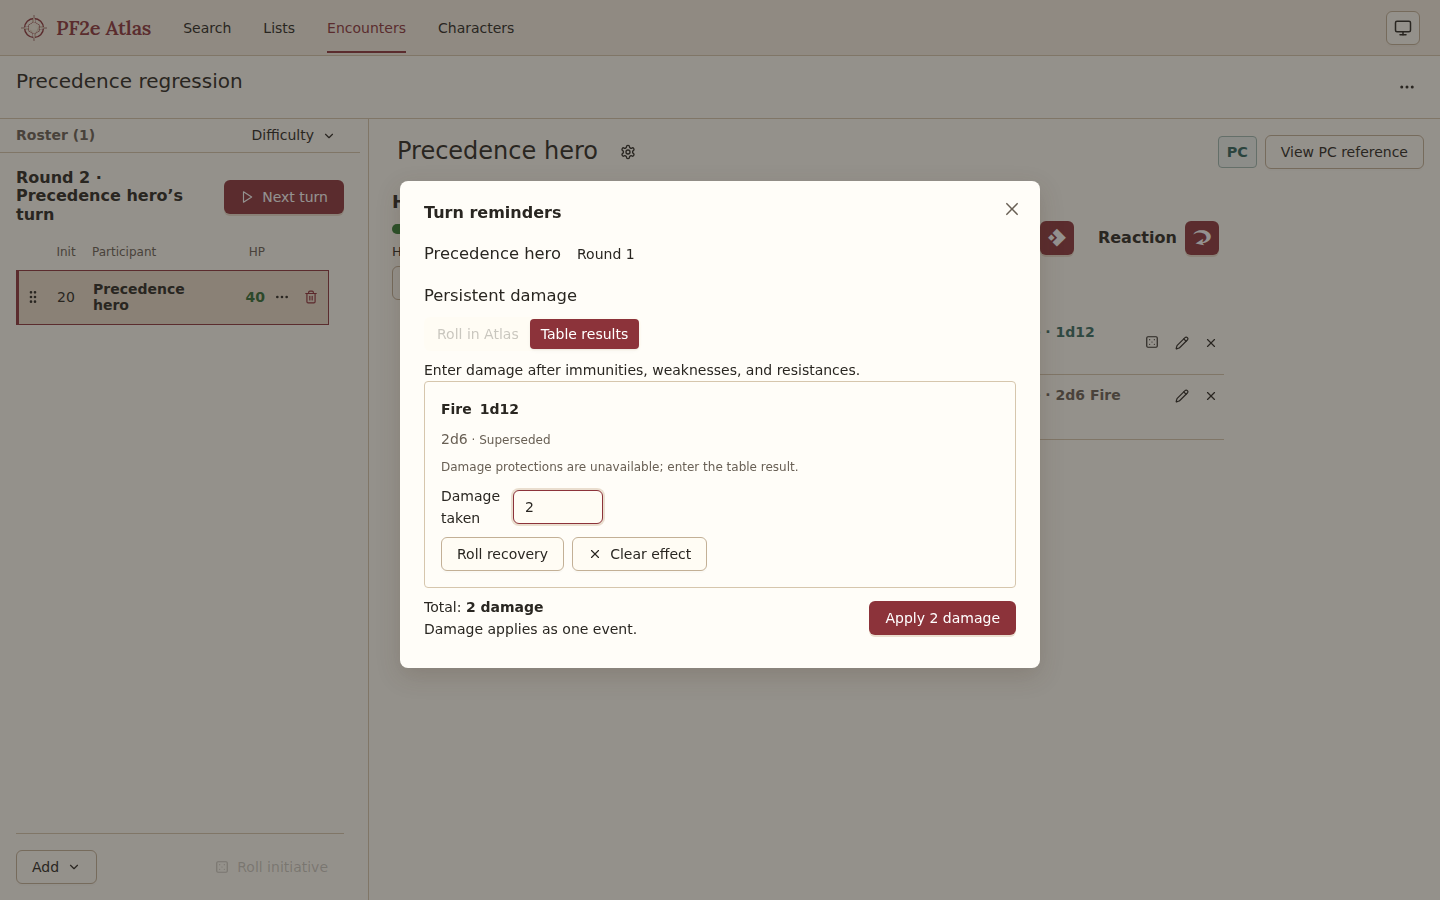 PF2e Atlas
Search
Lists
Encounters
Characters
Precedence regression
Roster (1)
Difficulty
Round 2 ·
Precedence hero’s
turn
Next turn
Init
Participant
HP
20
Precedence
hero
40
Add
Roll initiative
Precedence hero
PC
View PC reference
Reaction
· 1d12
· 2d6 Fire
Turn reminders
Precedence hero
Round 1
Persistent damage
Roll in Atlas
Table results
Enter damage after immunities, weaknesses, and resistances.
Fire 1d12
2d6 · Superseded
Damage protections are unavailable; enter the table result.
Damage
taken
2
Roll recovery
Clear effect
Total: 2 damage
Damage applies as one event.
Apply 2 damage